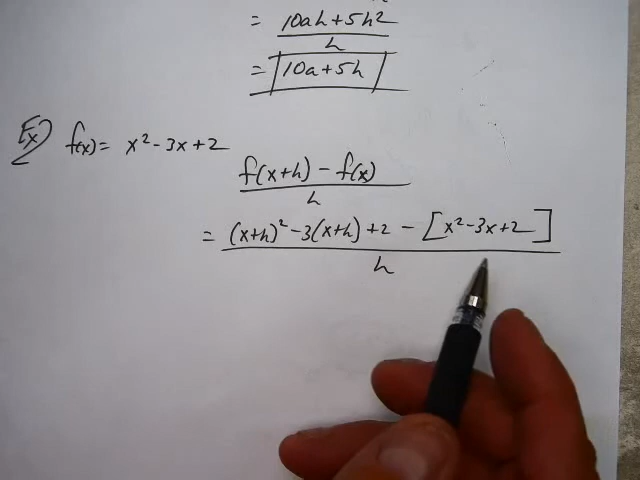 = 10ah+5h²
h
= 10a+5h
Ex) f(x)= x²-3x+2
f(x+h) - f(x)
h
= (x+h)² -3(x+h) +2 - [x²-3x+2]
h